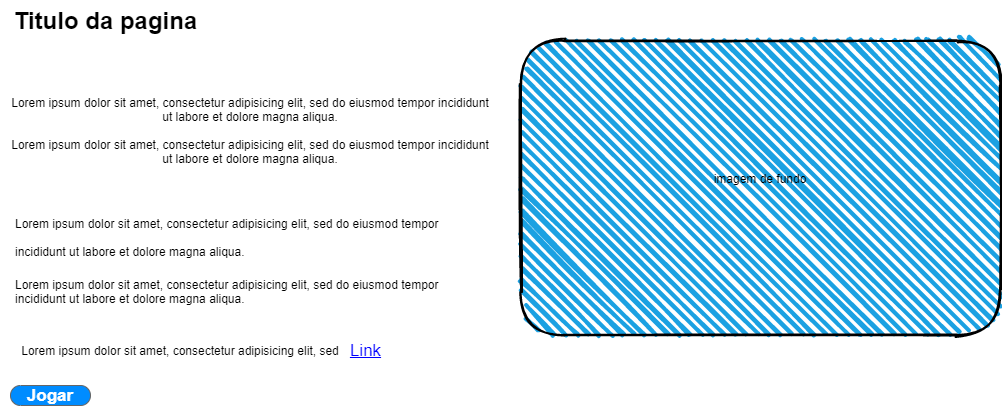 Titulo da pagina
Lorem ipsum dolor sit amet, consectetur adipisicing elit, sed do eiusmod tempor incididunt
ut labore et dolore magna aliqua.
Lorem ipsum dolor sit amet, consectetur adipisicing elit, sed do eiusmod tempor incididunt
ut labore et dolore magna aliqua.
imagem de fundo
Lorem ipsum dolor sit amet, consectetur adipisicing elit, sed do eiusmod tempor
incididunt ut labore et dolore magna aliqua.
Lorem ipsum dolor sit amet, consectetur adipisicing elit, sed do eiusmod tempor
incididunt ut labore et dolore magna aliqua.
Lorem ipsum dolor sit amet, consectetur adipisicing elit, sed Link
Jogar